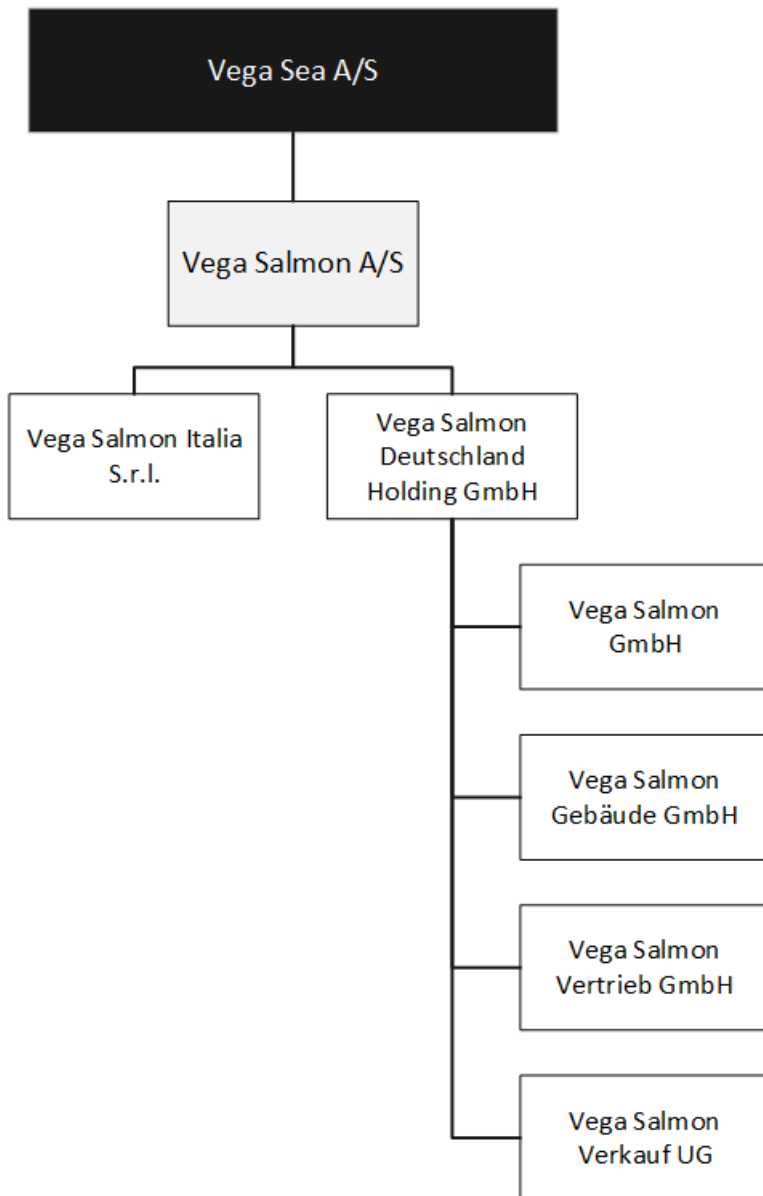 Vega Sea A/S
Vega Salmon A/S
Vega Salmon Italia
S.r.l.
Vega Salmon
Deutschland
Holding GmbH
Vega Salmon
GmbH
Vega Salmon
Gebäude GmbH
Vega Salmon
Vertrieb GmbH
Vega Salmon
Verkauf UG